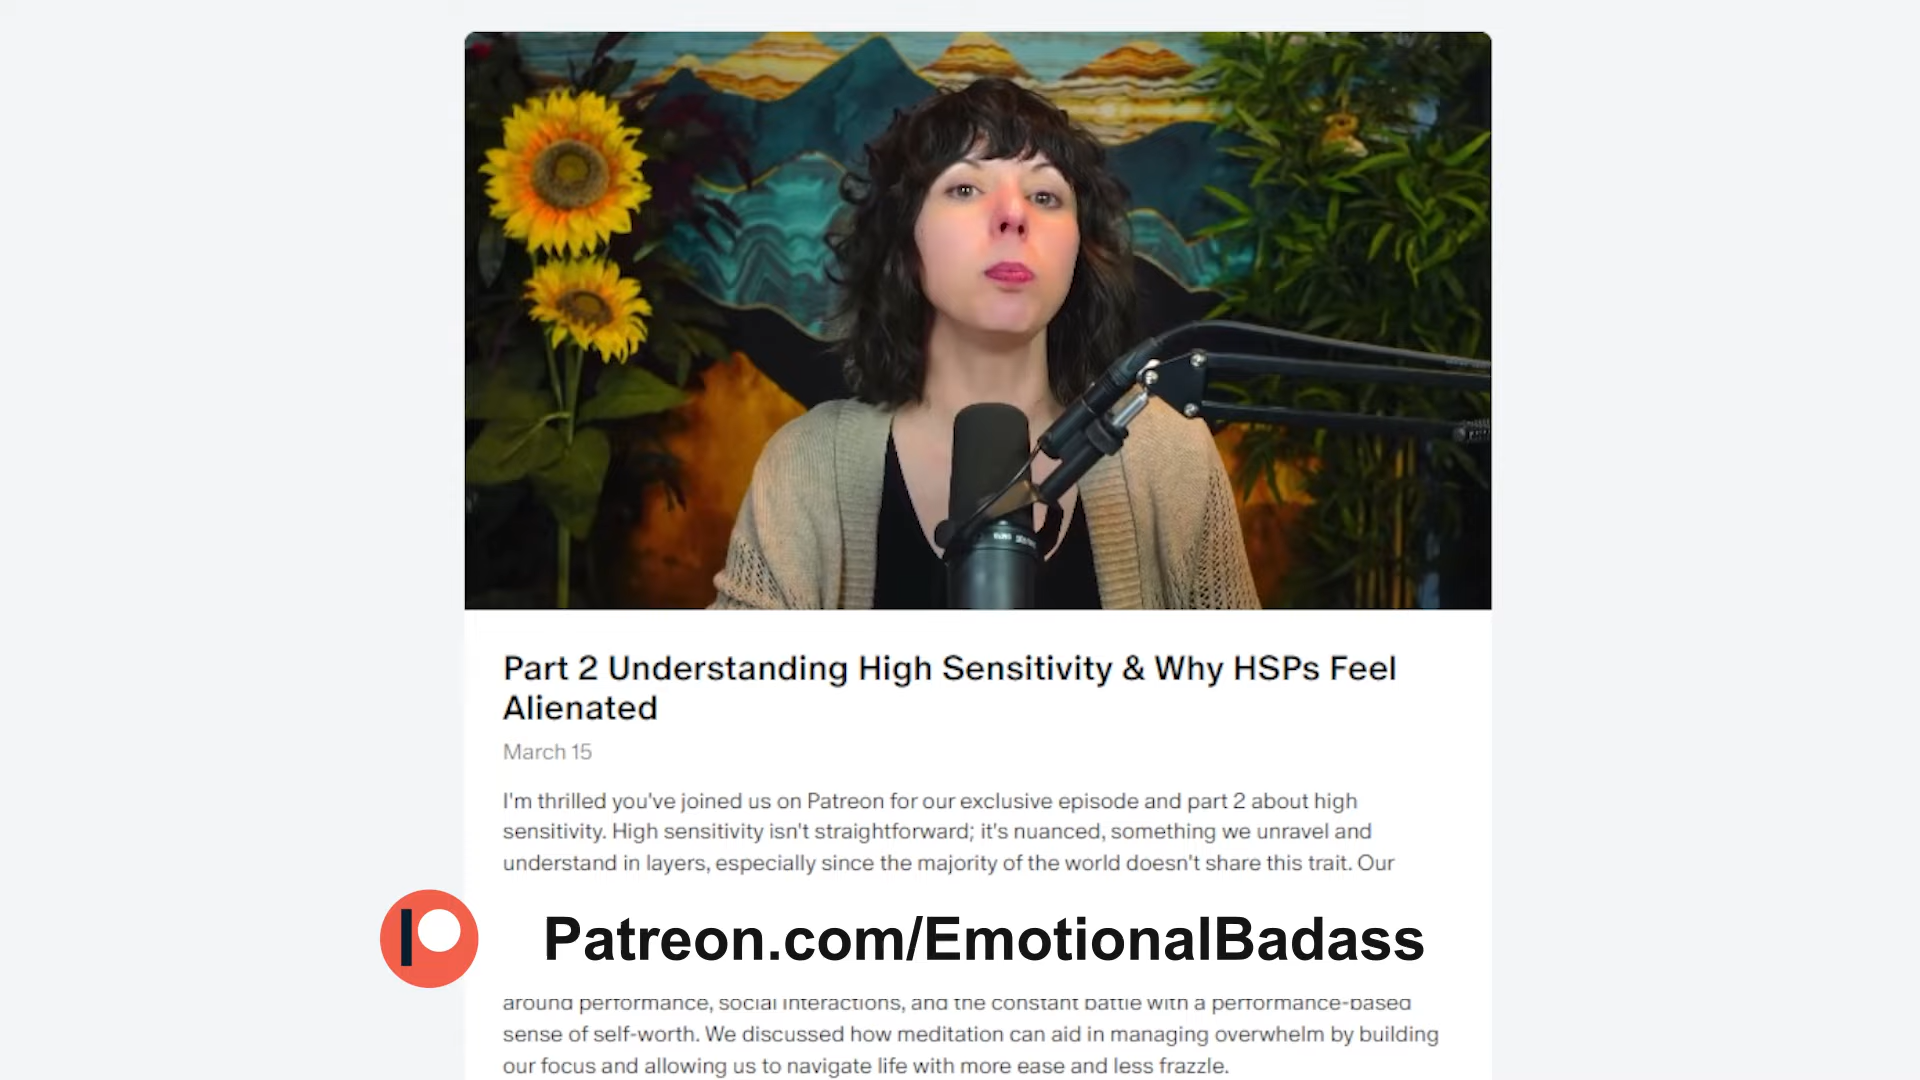 Part 2 Understanding High Sensitivity & Why HSPs Feel
Alienated
March 15
I'm thrilled you've joined us on Patreon for our exclusive episode and part 2 about high
sensitivity. High sensitivity isn't straightforward; it's nuanced, something we unravel and
understand in layers, especially since the majority of the world doesn't share this trait. Our
Patreon.com/EmotionalBadass
around performance, social interactions, and the constant battle with a performance-based
sense of self-worth. We discussed how meditation can aid in managing overwhelm by building
our focus and allowing us to navigate life with more ease and less frazzle.